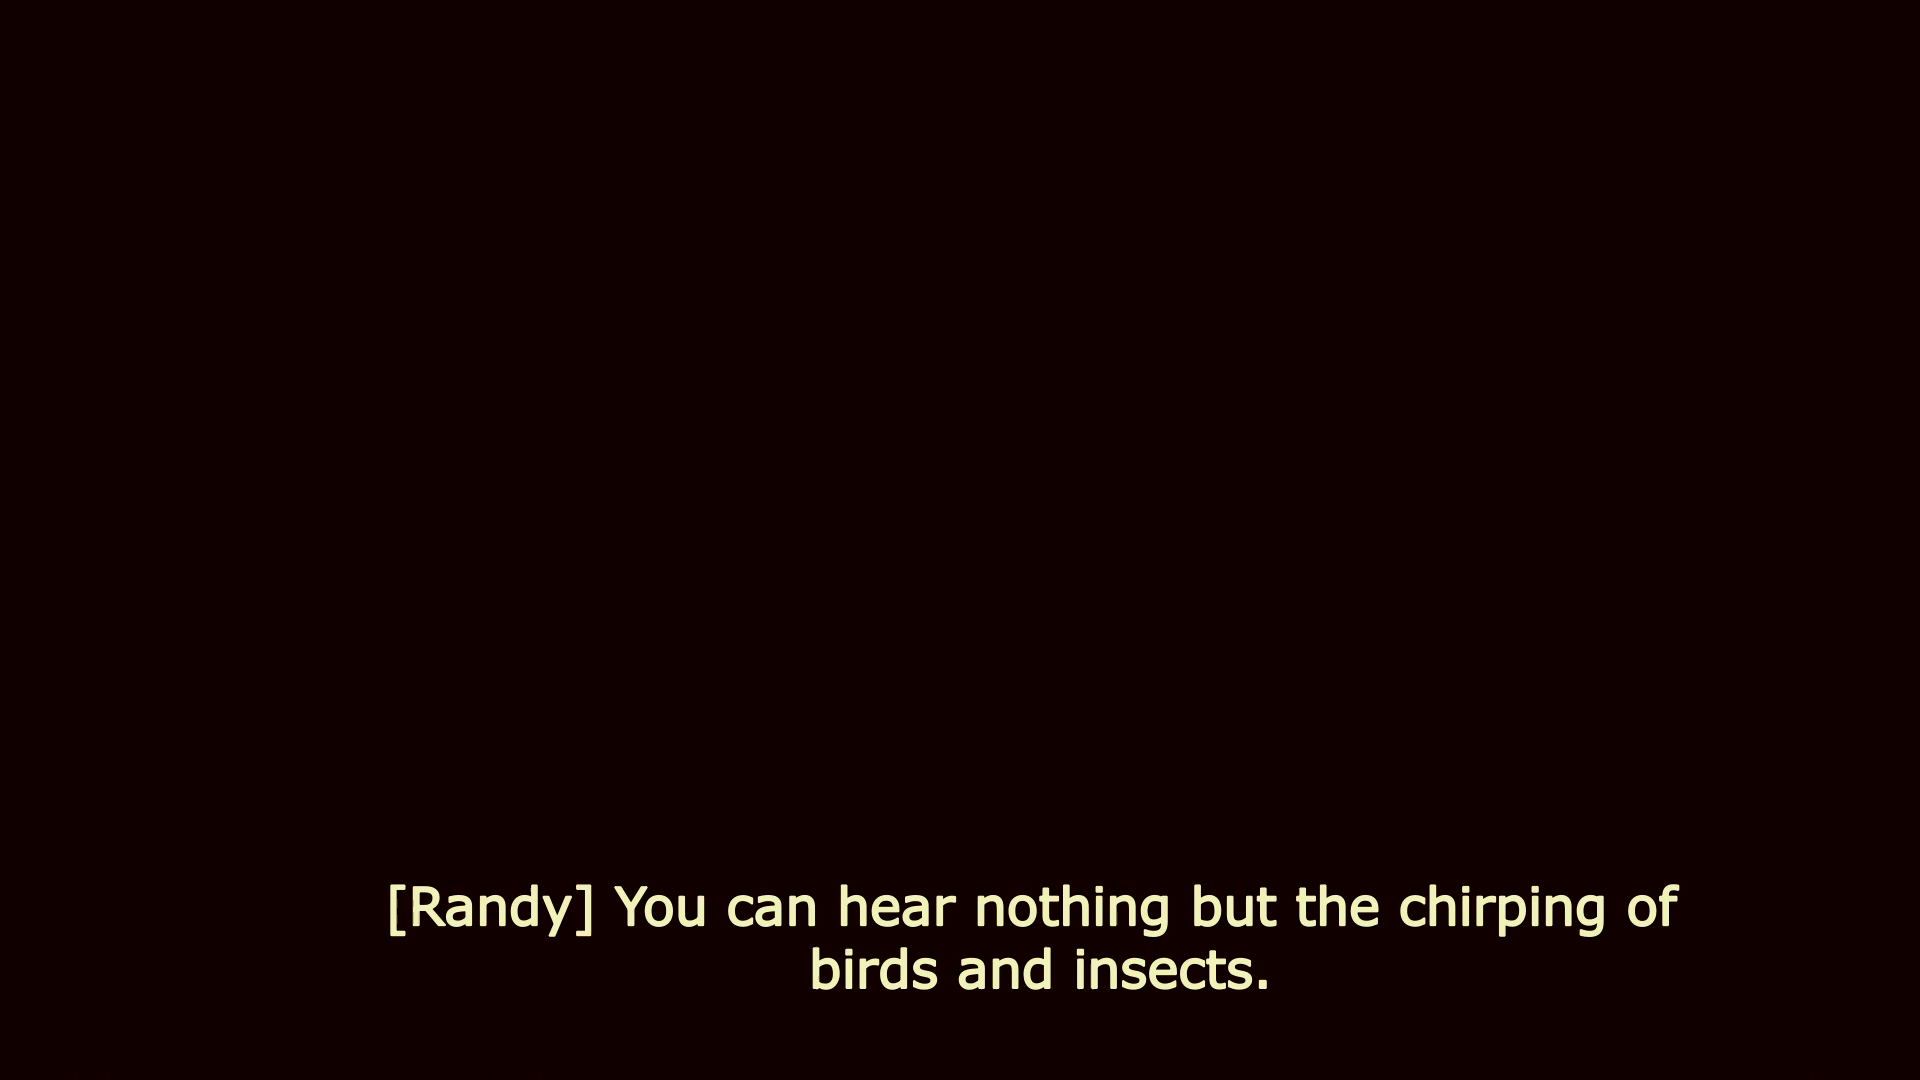 [Randy] You can hear nothing but the chirping of
birds and insects.